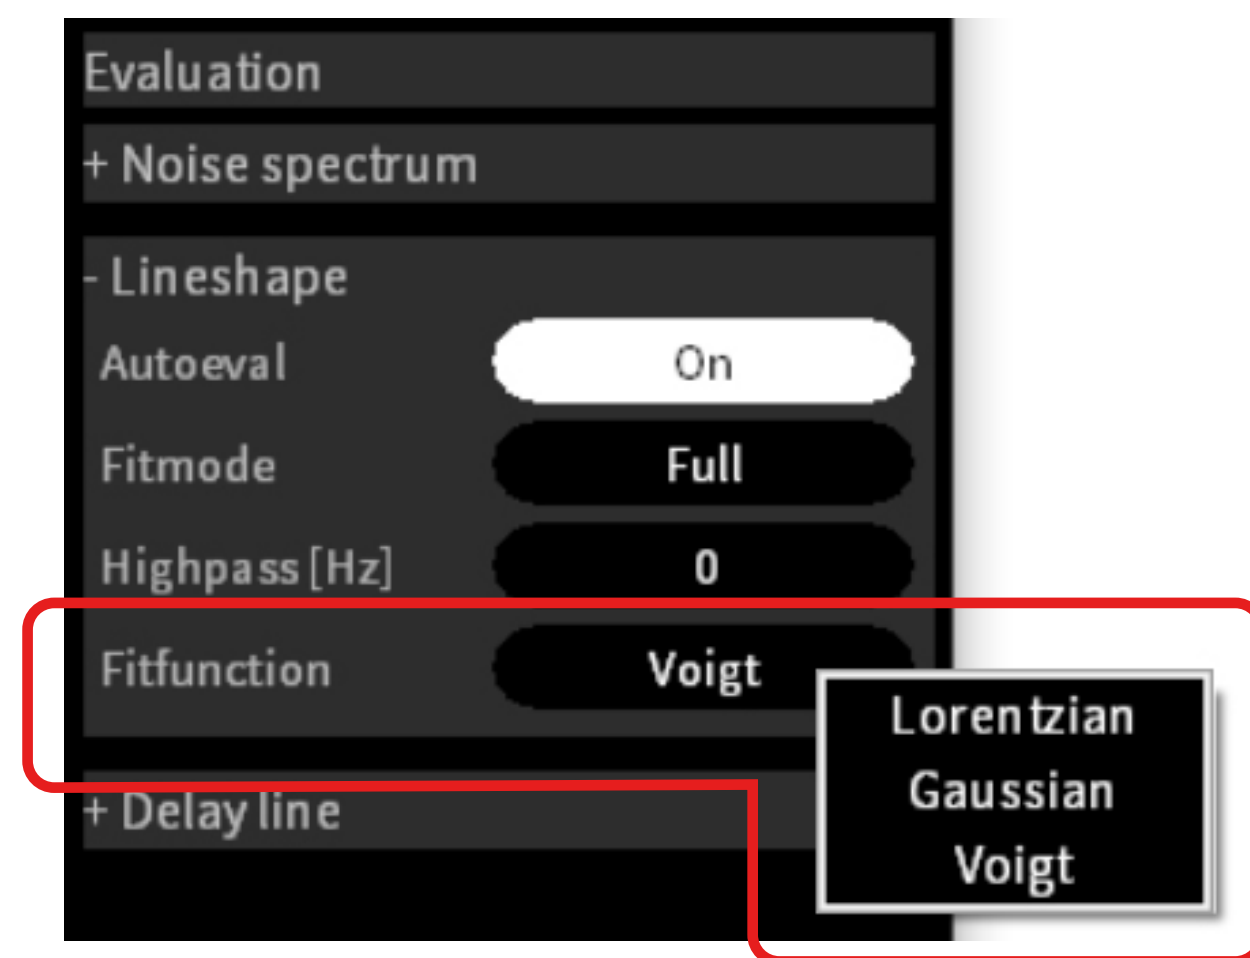 Evaluation
+ Noise spectrum
- Lineshape
Autoeval On
Fitmode Full
Highpass [Hz] 0
Fitfunction Voigt
Lorentzian
Gaussian
Voigt
+ Delay line